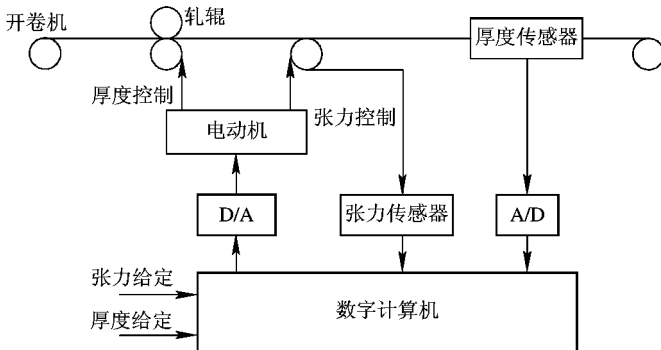 开卷机
轧辊
厚度传感器
厚度控制
张力控制
电动机
D/A
张力传感器
A/D
张力给定
厚度给定
数字计算机